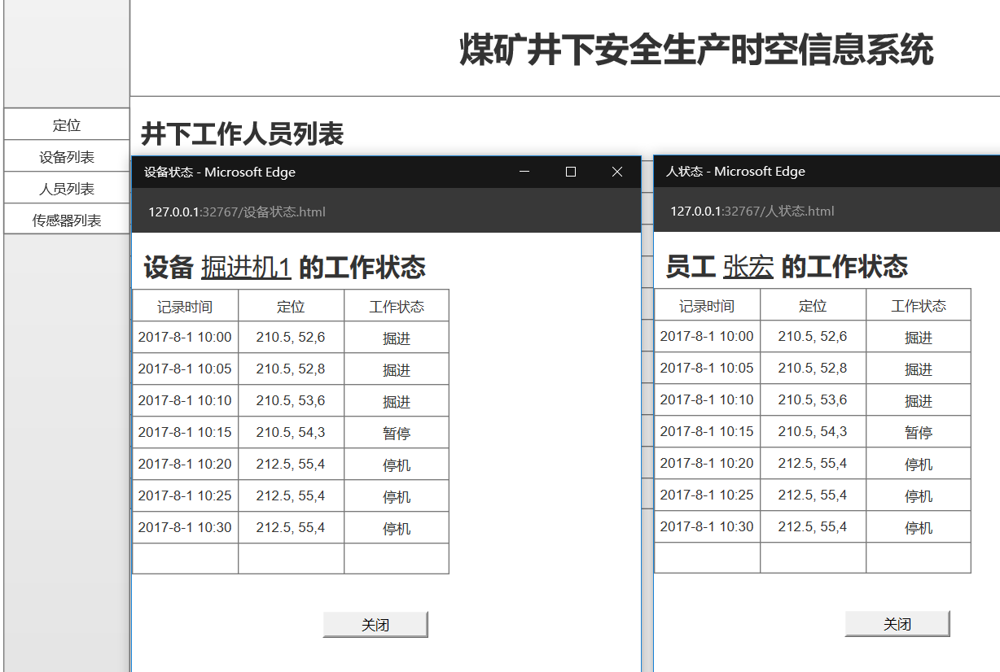 煤矿井下安全生产时空信息系统
定位
设备列表
人员列表
传感器列表
井下工作人员列表
设备状态 - Microsoft Edge
127.0.0.1:32767/设备状态.html
设备 掘进机1 的工作状态
记录时间 定位 工作状态
2017-8-1 10:00 210.5, 52,6 掘进
2017-8-1 10:05 210.5, 52,8 掘进
2017-8-1 10:10 210.5, 53,6 掘进
2017-8-1 10:15 210.5, 54,3 暂停
2017-8-1 10:20 212.5, 55,4 停机
2017-8-1 10:25 212.5, 55,4 停机
2017-8-1 10:30 212.5, 55,4 停机
关闭
人状态 - Microsoft Edge
127.0.0.1:32767/人状态.html
员工 张宏 的工作状态
记录时间 定位 工作状态
2017-8-1 10:00 210.5, 52,6 掘进
2017-8-1 10:05 210.5, 52,8 掘进
2017-8-1 10:10 210.5, 53,6 掘进
2017-8-1 10:15 210.5, 54,3 暂停
2017-8-1 10:20 212.5, 55,4 停机
2017-8-1 10:25 212.5, 55,4 停机
2017-8-1 10:30 212.5, 55,4 停机
关闭